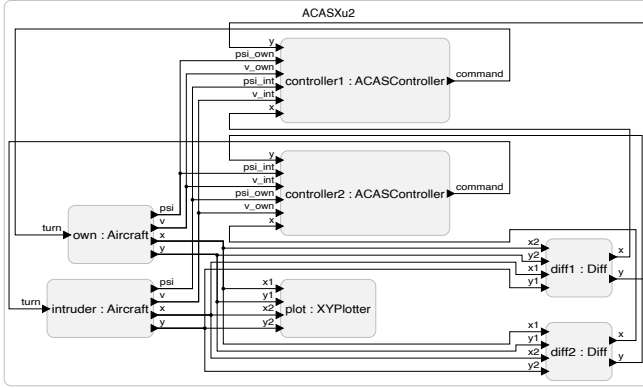 ACASXu2
y
psi_own
v_own
psi_int
v_int
x
controller1 : ACASController
command
y
psi_int
v_int
psi_own
v_own
x
controller2 : ACASController
command
turn
own : Aircraft
psi
v
x
y
turn
intruder : Aircraft
psi
v
x
y
x1
y1
x2
y2
plot : XYPlotter
x2
y2
x1
y1
diff1 : Diff
x
y
x1
y1
x2
y2
diff2 : Diff
x
y